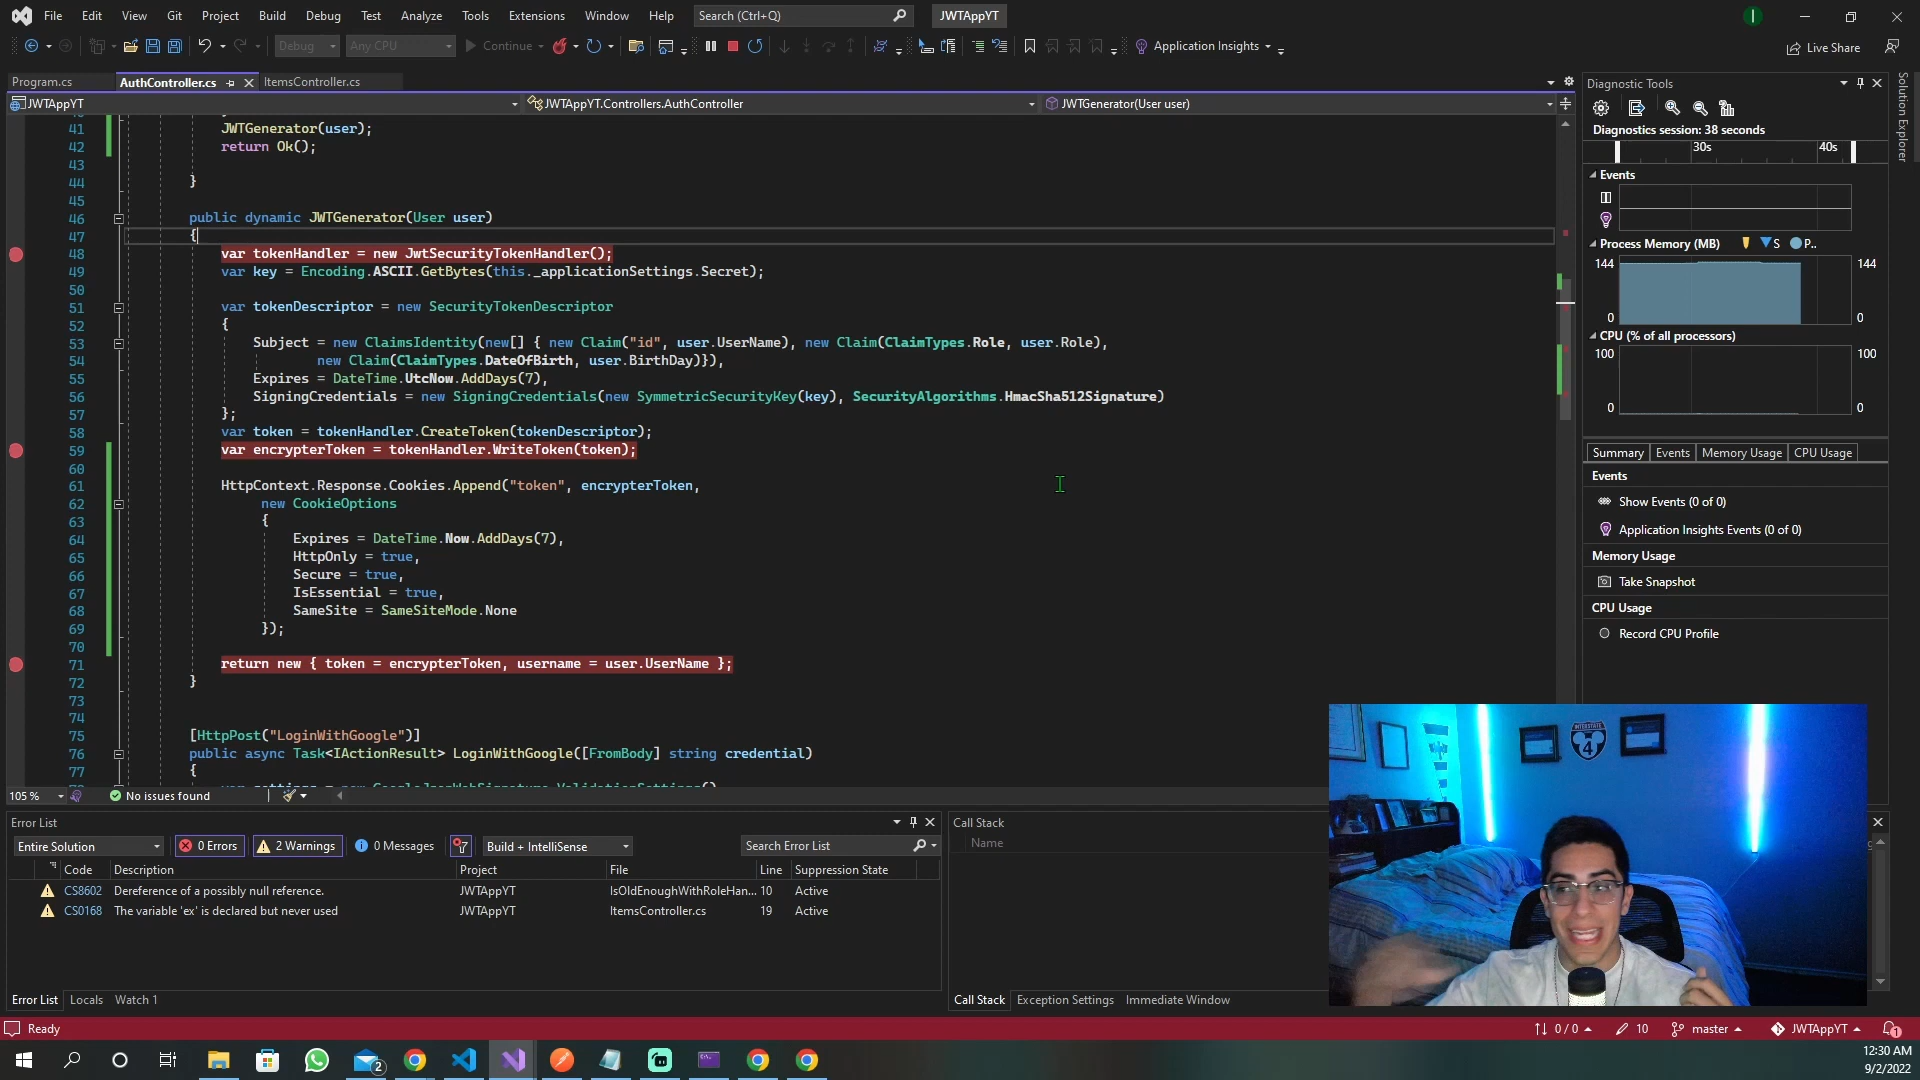 File Edit View Git Project Build Debug Test Analyze Tools Extensions Window Help Search (Ctrl+Q) JWTAppYT
Debug Any CPU Continue Application Insights Live Share
Program.cs AuthController.cs ItemsController.cs
JWTAppYT JWTAppYT.Controllers.AuthController JWTGenerator(User user)
41 JWTGenerator(user);
42 return Ok();
43
44 }
45
46 public dynamic JWTGenerator(User user)
47 {
48 var tokenHandler = new JwtSecurityTokenHandler();
49 var key = Encoding.ASCII.GetBytes(this._applicationSettings.Secret);
50
51 var tokenDescriptor = new SecurityTokenDescriptor
52 {
53 Subject = new ClaimsIdentity(new[] { new Claim("id", user.UserName), new Claim(ClaimTypes.Role, user.Role),
54 new Claim(ClaimTypes.DateOfBirth, user.BirthDay)}),
55 Expires = DateTime.UtcNow.AddDays(7),
56 SigningCredentials = new SigningCredentials(new SymmetricSecurityKey(key), SecurityAlgorithms.HmacSha512Signature)
57 };
58 var token = tokenHandler.CreateToken(tokenDescriptor);
59 var encrypterToken = tokenHandler.WriteToken(token);
60
61 HttpContext.Response.Cookies.Append("token", encrypterToken,
62 new CookieOptions
63 {
64 Expires = DateTime.Now.AddDays(7),
65 HttpOnly = true,
66 Secure = true,
67 IsEssential = true,
68 SameSite = SameSiteMode.None
69 });
70
71 return new { token = encrypterToken, username = user.UserName };
72 }
73
74
75 [HttpPost("LoginWithGoogle")]
76 public async Task<IActionResult> LoginWithGoogle([FromBody] string credential)
77 {
105 % No issues found
Diagnostic Tools
Diagnostics session: 38 seconds
30s 40s
Events
Process Memory (MB) S P..
144 144
0 0
CPU (% of all processors)
100 100
0 0
Summary Events Memory Usage CPU Usage
Events
Show Events (0 of 0)
Application Insights Events (0 of 0)
Memory Usage
Take Snapshot
CPU Usage
Record CPU Profile
Solution Explorer
Error List
Entire Solution 0 Errors 2 Warnings 0 Messages Build + IntelliSense Search Error List
Code Description Project File Line Suppression State
CS8602 Dereference of a possibly null reference. JWTAppYT IsOldEnoughWithRoleHan... 10 Active
CS0168 The variable 'ex' is declared but never used JWTAppYT ItemsController.cs 19 Active
Error List Locals Watch 1
Call Stack
Name
Call Stack Exception Settings Immediate Window
INTERSTATE
4
Ready 0 / 0 10 master JWTAppYT 1
2
12:30 AM
9/2/2022